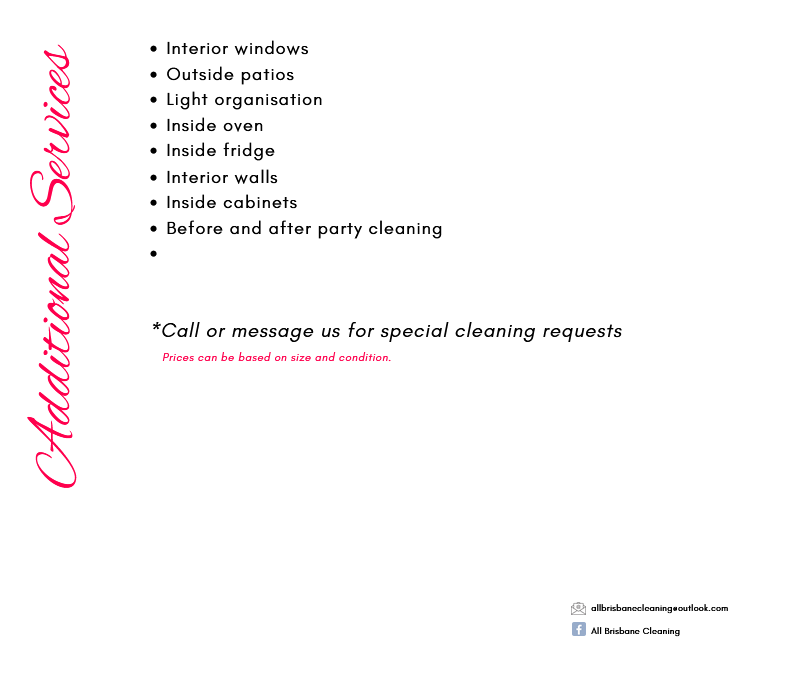 Additional Services
• Interior windows
• Outside patios
• Light organisation
• Inside oven
• Inside fridge
• Interior walls
• Inside cabinets
• Before and after party cleaning
•
*Call or message us for special cleaning requests
Prices can be based on size and condition.
allbrisbanecleaning@outlook.com
All Brisbane Cleaning